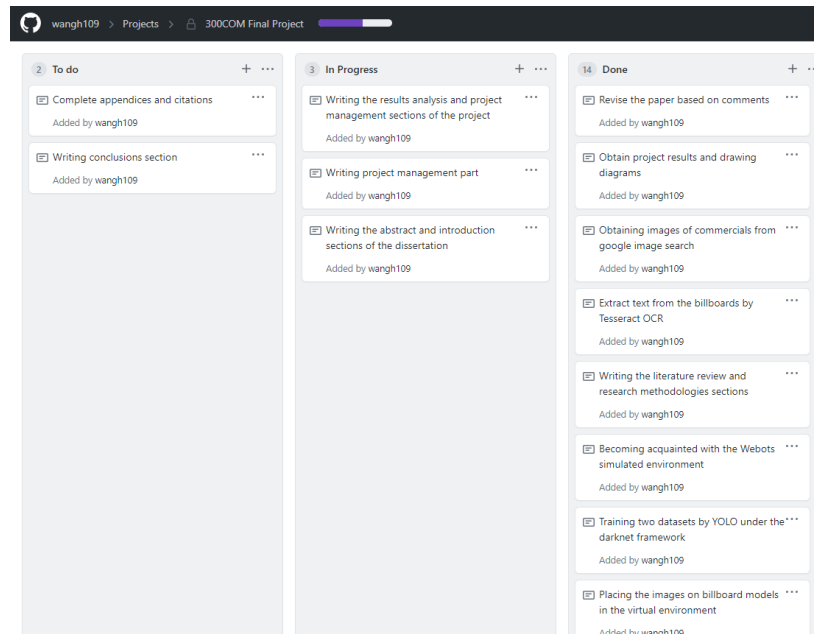 wangh109 > Projects > 300COM Final Project
2 To do + ...
Complete appendices and citations ...
Added by wangh109
Writing conclusions section ...
Added by wangh109
3 In Progress + ...
Writing the results analysis and project ...
management sections of the project
Added by wangh109
Writing project management part ...
Added by wangh109
Writing the abstract and introduction ...
sections of the dissertation
Added by wangh109
14 Done +
Revise the paper based on comments ...
Added by wangh109
Obtain project results and drawing ...
diagrams
Added by wangh109
Obtaining images of commercials from ...
google image search
Added by wangh109
Extract text from the billboards by ...
Tesseract OCR
Added by wangh109
Writing the literature review and ...
research methodologies sections
Added by wangh109
Becoming acquainted with the Webots ...
simulated environment
Added by wangh109
Training two datasets by YOLO under the ...
darknet framework
Added by wangh109
Placing the images on billboard models ...
in the virtual environment
Added by wangh109